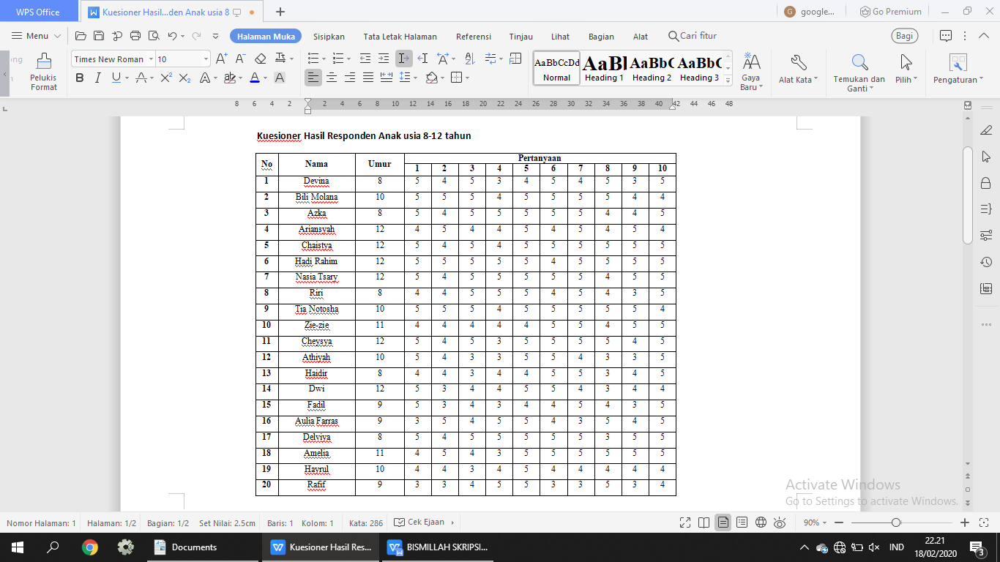 WPS Office
Kuesioner Hasil...den Anak usia 8
google...
Go Premium
Menu
Halaman Muka
Sisipkan
Tata Letak Halaman
Referensi
Tinjau
Lihat
Bagian
Alat
Cari fitur
Bagi
Pelukis Format
Times New Roman
10
AaBbCcDd
Normal
AaBl
Heading 1
AaBbC
Heading 2
AaBbC
Heading 3
Gaya Baru
Alat Kata
Temukan dan Ganti
Pilih
Pengaturan
8 6 4 2 2 4 6 8 10 12 14 16 18 20 22 24 26 28 30 32 34 36 38 40 42 44 46 48
Kuesioner Hasil Responden Anak usia 8-12 tahun
No Nama Umur Pertanyaan
1 2 3 4 5 6 7 8 9 10
1 Devina 8 5 4 5 3 4 5 4 5 3 5
2 Bili Molana 10 5 5 5 4 5 5 5 5 4 4
3 Azka 8 5 4 5 5 5 5 5 4 4 5
4 Ariansyah 12 4 5 4 4 5 4 5 4 5 4
5 Chaistya 12 5 4 5 4 5 5 5 5 5 5
6 Hadi Rahim 12 5 5 5 5 5 4 5 5 5 5
7 Nasia Tsary 12 5 4 5 5 5 5 5 4 5 5
8 Riri 8 4 4 5 5 5 4 5 4 3 5
9 Tia Notosha 10 5 5 5 4 5 5 5 5 5 4
10 Zie-zie 11 4 4 4 4 4 5 5 4 5 5
11 Cheysya 12 5 4 5 3 5 5 5 5 4 5
12 Athiyah 10 5 4 3 3 5 5 4 3 3 5
13 Haidir 8 4 4 3 4 4 5 5 3 4 5
14 Dwi 12 5 3 4 4 5 5 4 3 4 4
15 Fadil 9 5 3 4 3 4 4 5 4 3 5
16 Aulia Farras 9 3 5 4 5 5 4 3 5 4 5
17 Delviya 8 5 4 5 5 5 5 5 3 5 5
18 Amelia 11 4 5 4 3 5 5 5 5 5 5
19 Hayrul 10 4 4 3 4 5 4 4 4 4 4
20 Rafif 9 3 3 4 5 5 3 3 5 3 4
Activate Windows
Go to Settings to activate Windows.
Nomor Halaman: 1 Halaman: 1/2 Bagian: 1/2 Set Nilai: 2.5cm Baris: 1 Kolom: 1 Kata: 286 Cek Ejaan
90%
Documents
Kuesioner Hasil Res...
BISMILLAH SKRIPSI...
IND
22.21
18/02/2020
3